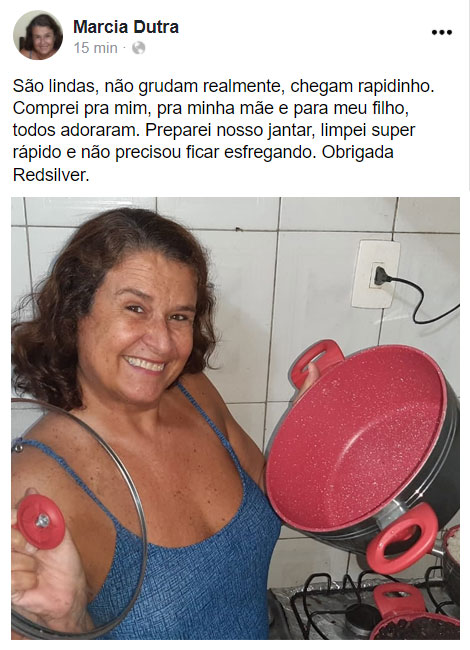 Marcia Dutra
15 min ·
São lindas, não grudam realmente, chegam rapidinho.
Comprei pra mim, pra minha mãe e para meu filho,
todos adoraram. Preparei nosso jantar, limpei super
rápido e não precisou ficar esfregando. Obrigada
Redsilver.